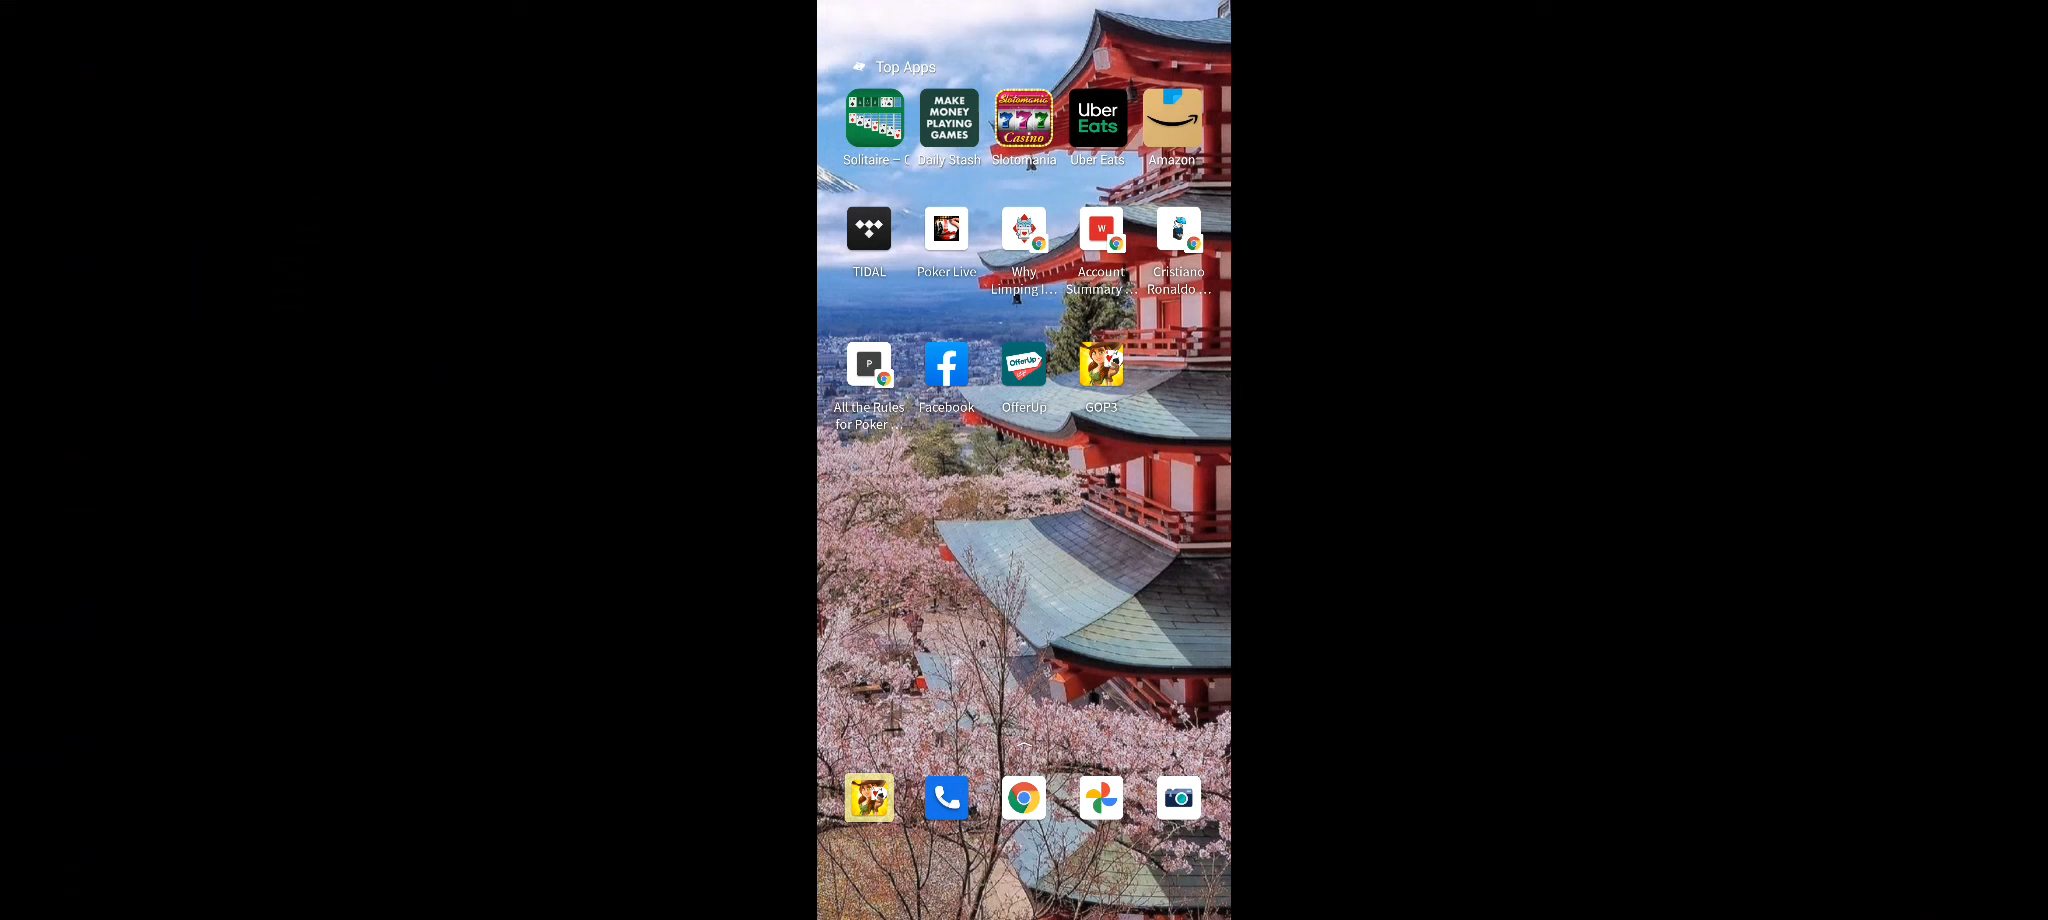 Top Apps
MAKE
MONEY
PLAYING
GAMES
Slotomania
777
Casino
Uber
Eats
Solitaire – 
Daily Stash
Slotomania
Uber Eats
Amazon
W
TIDAL
Poker Live
Why
Limping I...
Account
Summary ...
Cristiano
Ronaldo ...
P
OfferUp
All the Rules
for Poker ...
Facebook
OfferUp
GOP3